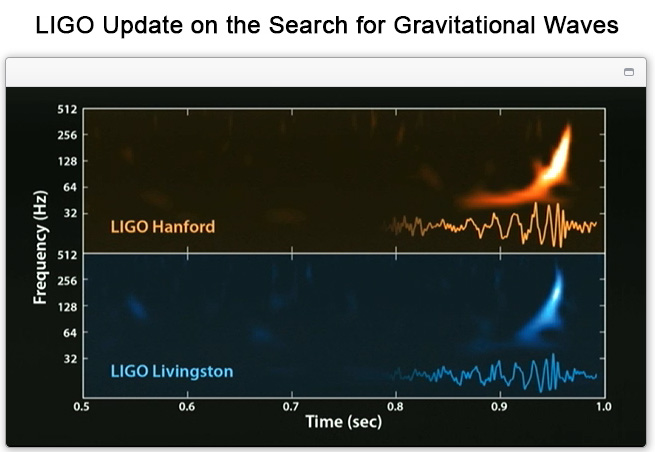 LIGO Update on the Search for Gravitational Waves
512
256
128
64
32
LIGO Hanford
Frequency (Hz)
512
256
128
64
32
LIGO Livingston
0.5 0.6 0.7 0.8 0.9 1.0
Time (sec)